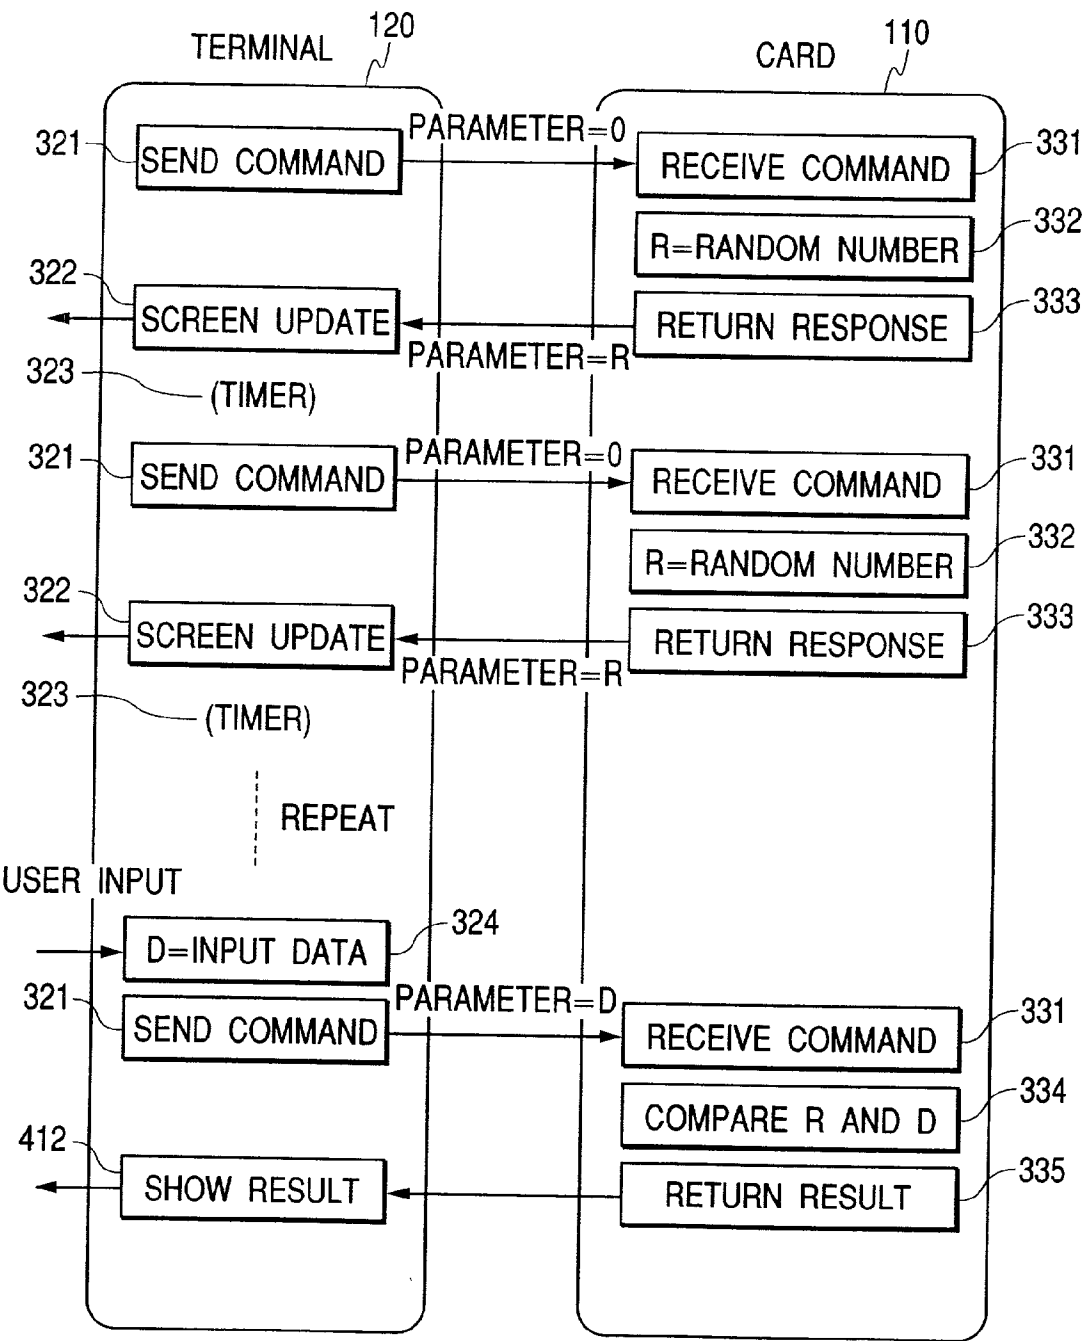 120
TERMINAL
110
CARD
PARAMETER=0
321
SEND COMMAND
RECEIVE COMMAND
331
R=RANDOM NUMBER
332
322
SCREEN UPDATE
RETURN RESPONSE
333
PARAMETER=R
323
(TIMER)
PARAMETER=0
321
SEND COMMAND
RECEIVE COMMAND
331
R=RANDOM NUMBER
332
322
SCREEN UPDATE
RETURN RESPONSE
333
PARAMETER=R
323
(TIMER)
REPEAT
USER INPUT
D=INPUT DATA
324
PARAMETER=D
321
SEND COMMAND
RECEIVE COMMAND
331
COMPARE R AND D
334
412
SHOW RESULT
RETURN RESULT
335